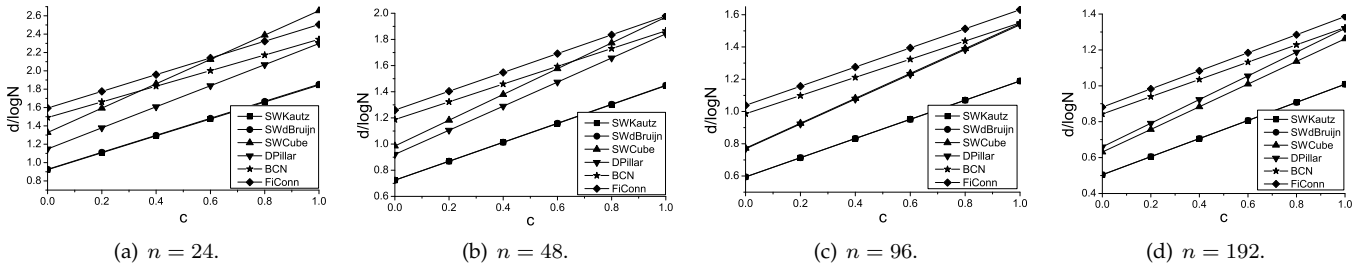 d/logN
2.8
2.6
2.4
2.2
2.0
1.8
1.6
1.4
1.2
1.0
0.8
0.0 0.2 0.4 0.6 0.8 1.0
c
SWKautz
SWdBruijn
SWCube
DPillar
BCN
FiConn
(a) n = 24.
d/logN
2.0
1.8
1.6
1.4
1.2
1.0
0.8
0.6
0.0 0.2 0.4 0.6 0.8 1.0
c
SWKautz
SWdBruijn
SWCube
DPillar
BCN
FiConn
(b) n = 48.
d/logN
1.6
1.4
1.2
1.0
0.8
0.6
0.0 0.2 0.4 0.6 0.8 1.0
c
SWKautz
SWdBruijn
SWCube
DPillar
BCN
FiConn
(c) n = 96.
d/logN
1.4
1.2
1.0
0.8
0.6
0.4
0.0 0.2 0.4 0.6 0.8 1.0
c
SWKautz
SWdBruijn
SWCube
DPillar
BCN
FiConn
(d) n = 192.